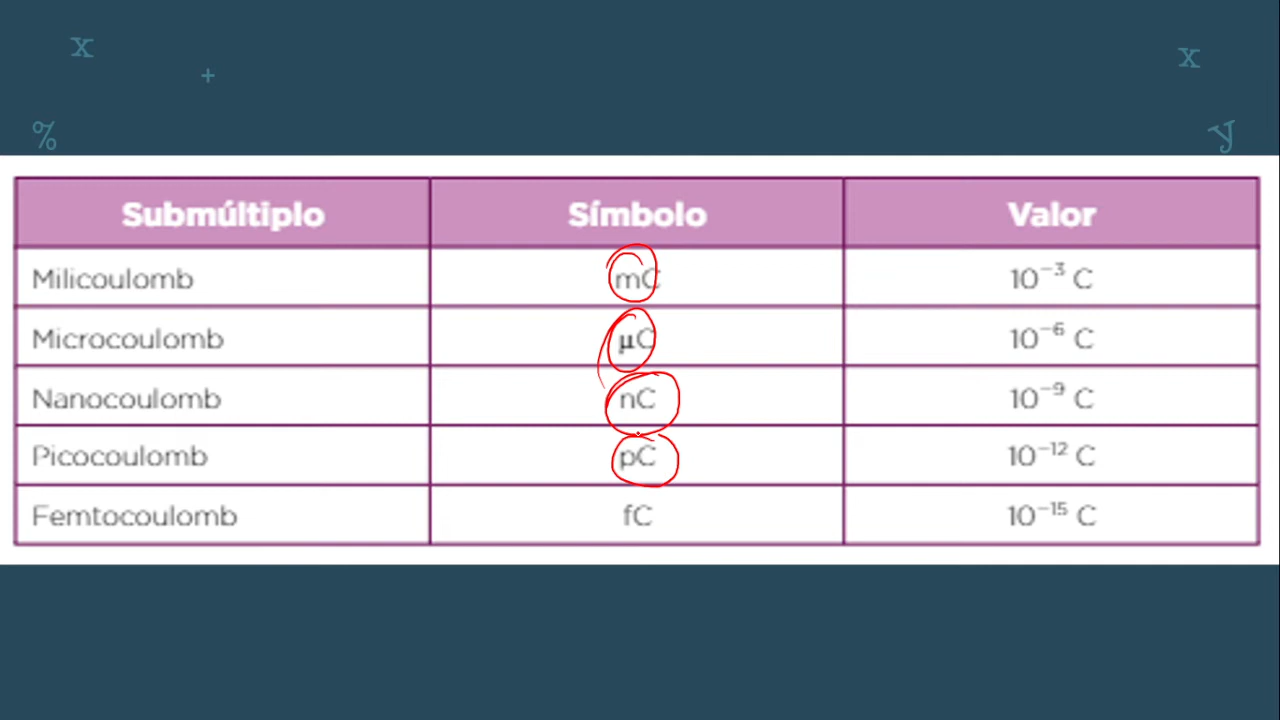 x
x
+
%
y
Submúltiplo Símbolo Valor
Milicoulomb mC 10⁻³ C
Microcoulomb μC 10⁻⁶ C
Nanocoulomb nC 10⁻⁹ C
Picocoulomb pC 10⁻¹² C
Femtocoulomb fC 10⁻¹⁵ C